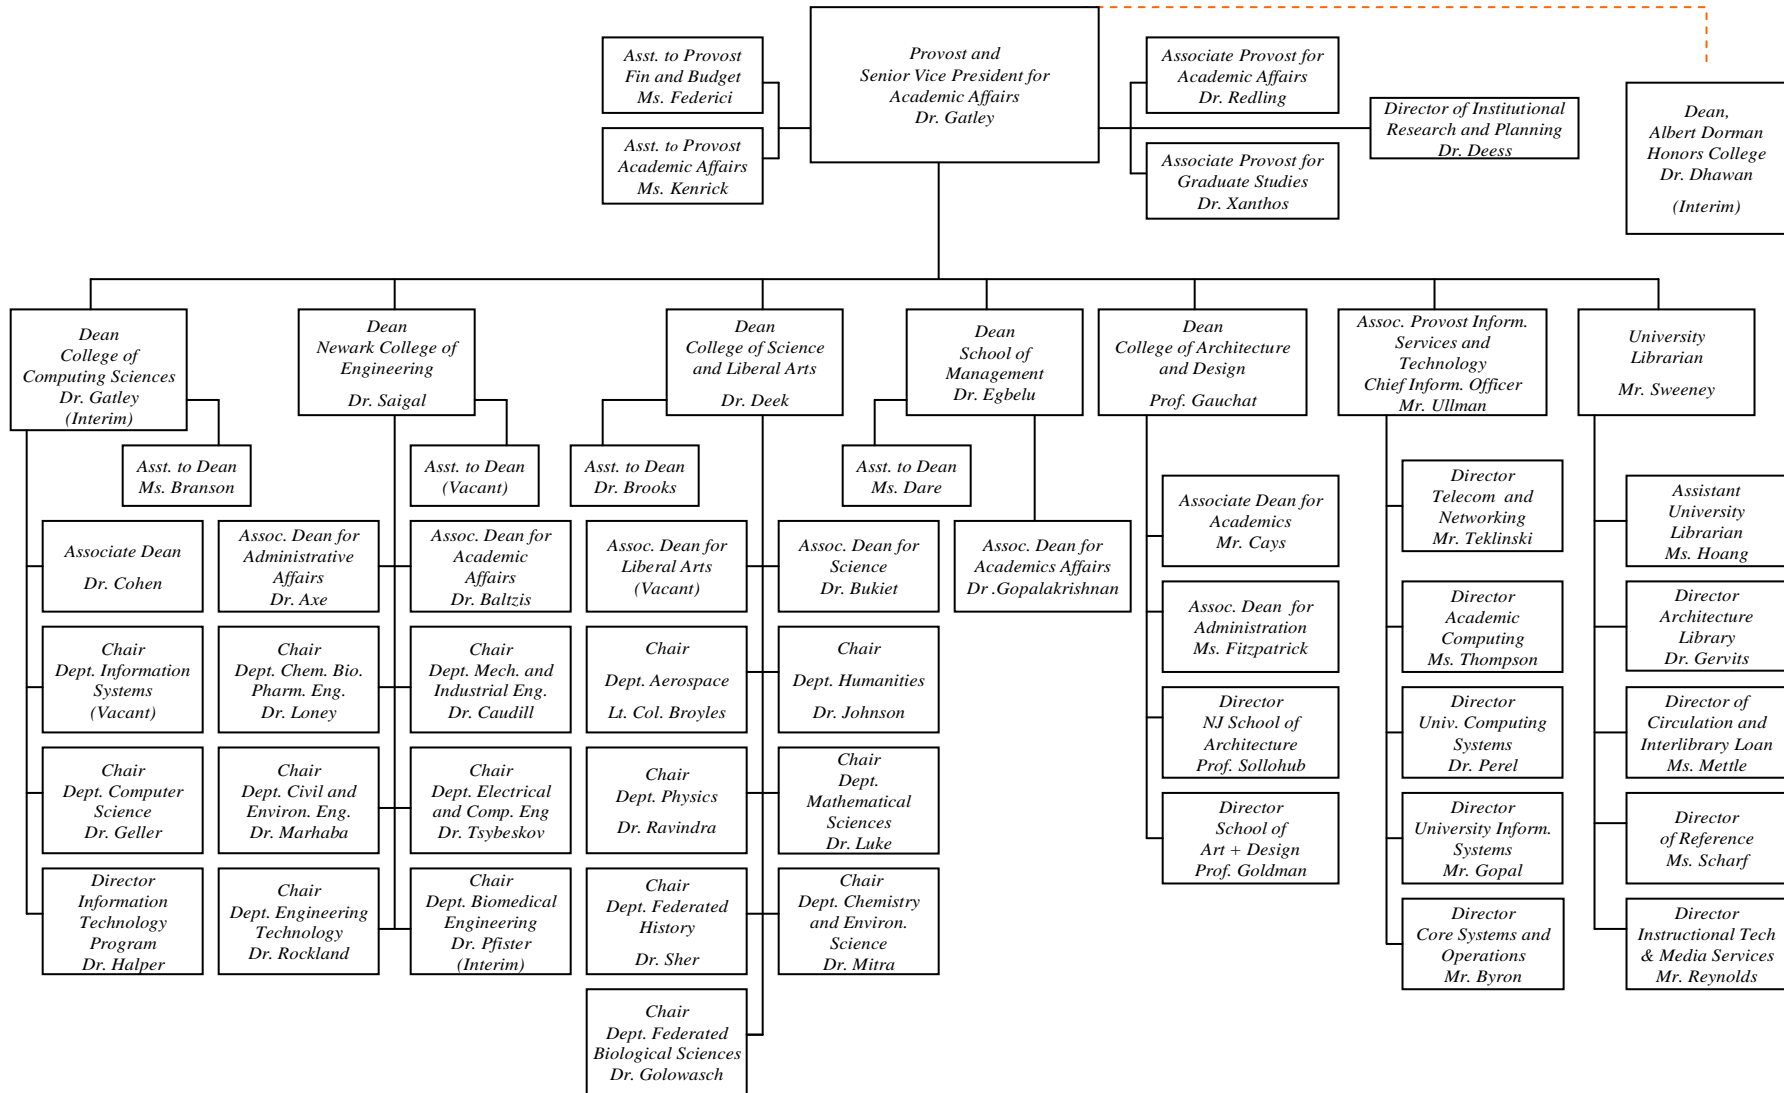 Provost and
Senior Vice President for
Academic Affairs
Dr. Gatley
Asst. to Provost
Fin and Budget
Ms. Federici
Asst. to Provost
Academic Affairs
Ms. Kenrick
Associate Provost for
Academic Affairs
Dr. Redling
Associate Provost for
Graduate Studies
Dr. Xanthos
Director of Institutional
Research and Planning
Dr. Deess
Dean,
Albert Dorman
Honors College
Dr. Dhawan
(Interim)
Dean
College of
Computing Sciences
Dr. Gatley
(Interim)
Asst. to Dean
Ms. Branson
Associate Dean
Dr. Cohen
Chair
Dept. Information
Systems
(Vacant)
Chair
Dept. Computer
Science
Dr. Geller
Director
Information
Technology
Program
Dr. Halper
Dean
Newark College of
Engineering
Dr. Saigal
Asst. to Dean
(Vacant)
Assoc. Dean for
Administrative
Affairs
Dr. Axe
Assoc. Dean for
Academic
Affairs
Dr. Baltzis
Chair
Dept. Chem. Bio.
Pharm. Eng.
Dr. Loney
Chair
Dept. Mech. and
Industrial Eng.
Dr. Caudill
Chair
Dept. Civil and
Environ. Eng.
Dr. Marhaba
Chair
Dept. Electrical
and Comp. Eng
Dr. Tsybeskov
Chair
Dept. Engineering
Technology
Dr. Rockland
Chair
Dept. Biomedical
Engineering
Dr. Pfister
(Interim)
Dean
College of Science
and Liberal Arts
Dr. Deek
Asst. to Dean
Dr. Brooks
Assoc. Dean for
Liberal Arts
(Vacant)
Assoc. Dean for
Science
Dr. Bukiet
Chair
Dept. Aerospace
Lt. Col. Broyles
Chair
Dept. Humanities
Dr. Johnson
Chair
Dept. Physics
Dr. Ravindra
Chair
Dept.
Mathematical
Sciences
Dr. Luke
Chair
Dept. Federated
History
Dr. Sher
Chair
Dept. Chemistry
and Environ.
Science
Dr. Mitra
Chair
Dept. Federated
Biological Sciences
Dr. Golowasch
Dean
School of
Management
Dr. Egbelu
Asst. to Dean
Ms. Dare
Assoc. Dean for
Academics Affairs
Dr .Gopalakrishnan
Dean
College of Architecture
and Design
Prof. Gauchat
Associate Dean for
Academics
Mr. Cays
Assoc. Dean for
Administration
Ms. Fitzpatrick
Director
NJ School of
Architecture
Prof. Sollohub
Director
School of
Art + Design
Prof. Goldman
Assoc. Provost Inform.
Services and
Technology
Chief Inform. Officer
Mr. Ullman
Director
Telecom and
Networking
Mr. Teklinski
Director
Academic
Computing
Ms. Thompson
Director
Univ. Computing
Systems
Dr. Perel
Director
University Inform.
Systems
Mr. Gopal
Director
Core Systems and
Operations
Mr. Byron
University
Librarian
Mr. Sweeney
Assistant
University
Librarian
Ms. Hoang
Director
Architecture
Library
Dr. Gervits
Director of
Circulation and
Interlibrary Loan
Ms. Mettle
Director
of Reference
Ms. Scharf
Director
Instructional Tech
& Media Services
Mr. Reynolds